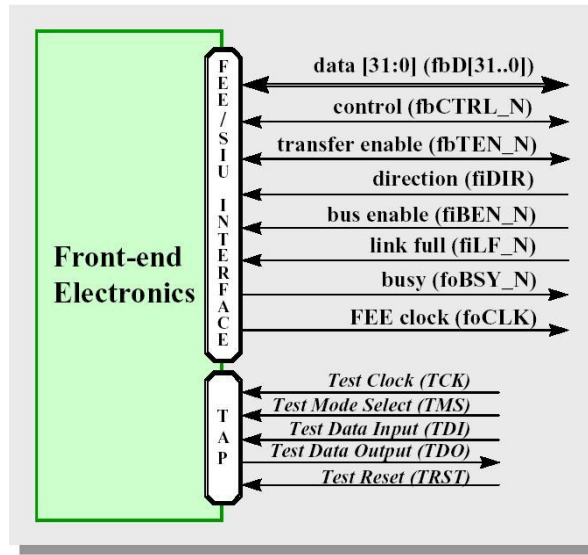 data [31:0] (fbD[31..0])
control (fbCTRL_N)
transfer enable (fbTEN_N)
direction (fiDIR)
bus enable (fiBEN_N)
link full (fiLF_N)
busy (foBSY_N)
FEE clock (foCLK)
FEE/SIU INTERFACE
Front-end
Electronics
Test Clock (TCK)
Test Mode Select (TMS)
Test Data Input (TDI)
Test Data Output (TDO)
Test Reset (TRST)
TAP